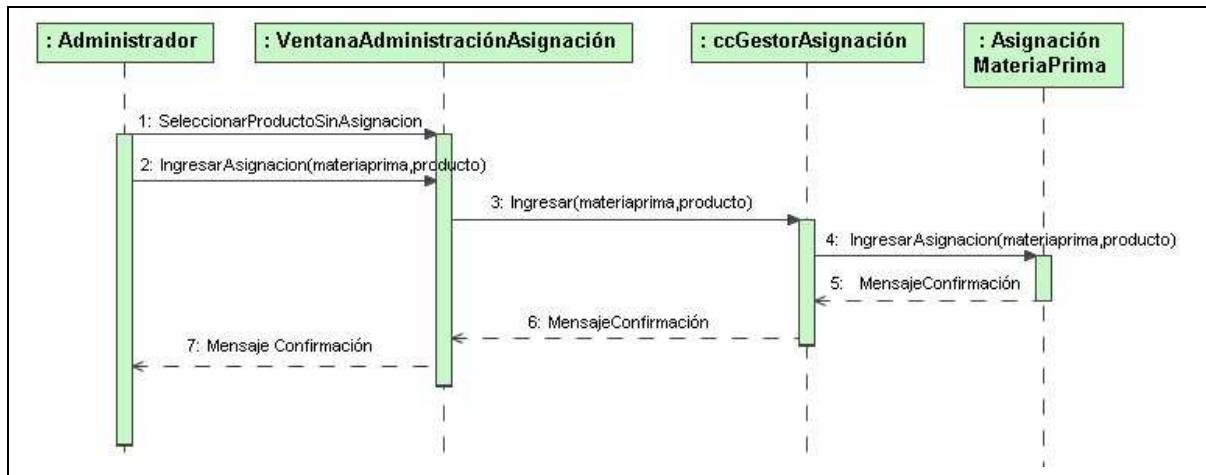 : Administrador
: VentanaAdministraciónAsignación
: ccGestorAsignación
: Asignación
MateriaPrima
1: SeleccionarProductoSinAsignacion
2: IngresarAsignacion(materiaprima,producto)
3: Ingresar(materiaprima,producto)
4: IngresarAsignacion(materiaprima,producto)
5: MensajeConfirmación
6: MensajeConfirmación
7: Mensaje Confirmación